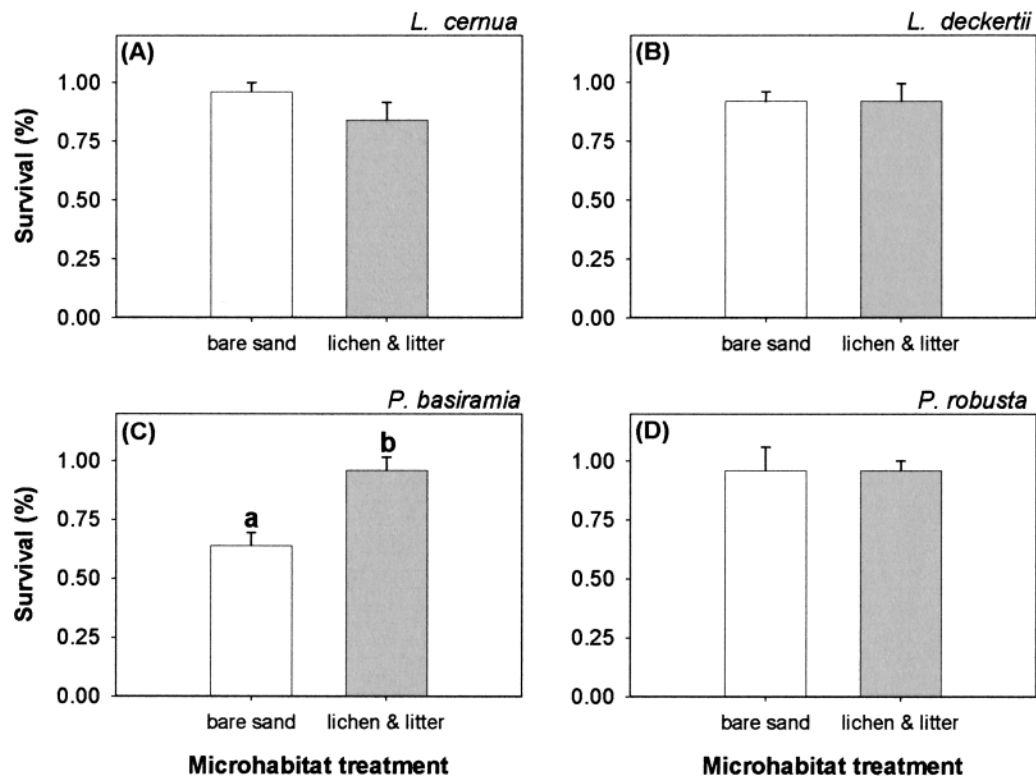 L. cernua
(A)
Survival (%)
1.00
0.75
0.50
0.25
0.00
bare sand
lichen & litter
L. deckertii
(B)
1.00
0.75
0.50
0.25
0.00
bare sand
lichen & litter
P. basiramia
(C)
Survival (%)
1.00
0.75
0.50
0.25
0.00
a
b
bare sand
lichen & litter
Microhabitat treatment
P. robusta
(D)
1.00
0.75
0.50
0.25
0.00
bare sand
lichen & litter
Microhabitat treatment